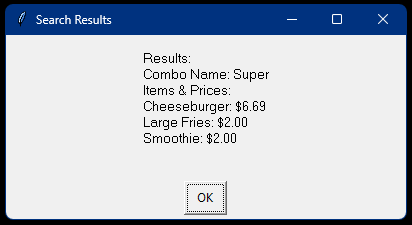 Search Results
Results:
Combo Name: Super
Items & Prices:
Cheeseburger: $6.69
Large Fries: $2.00
Smoothie: $2.00
OK